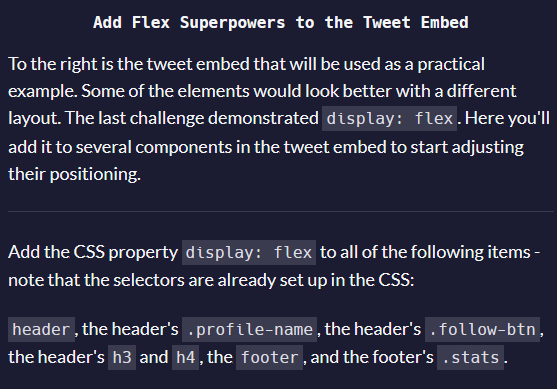 Add Flex Superpowers to the Tweet Embed
To the right is the tweet embed that will be used as a practical
example. Some of the elements would look better with a different
layout. The last challenge demonstrated display: flex. Here you'll
add it to several components in the tweet embed to start adjusting
their positioning.
Add the CSS property display: flex to all of the following items -
note that the selectors are already set up in the CSS:
header, the header's .profile-name, the header's .follow-btn,
the header's h3 and h4, the footer, and the footer's .stats.